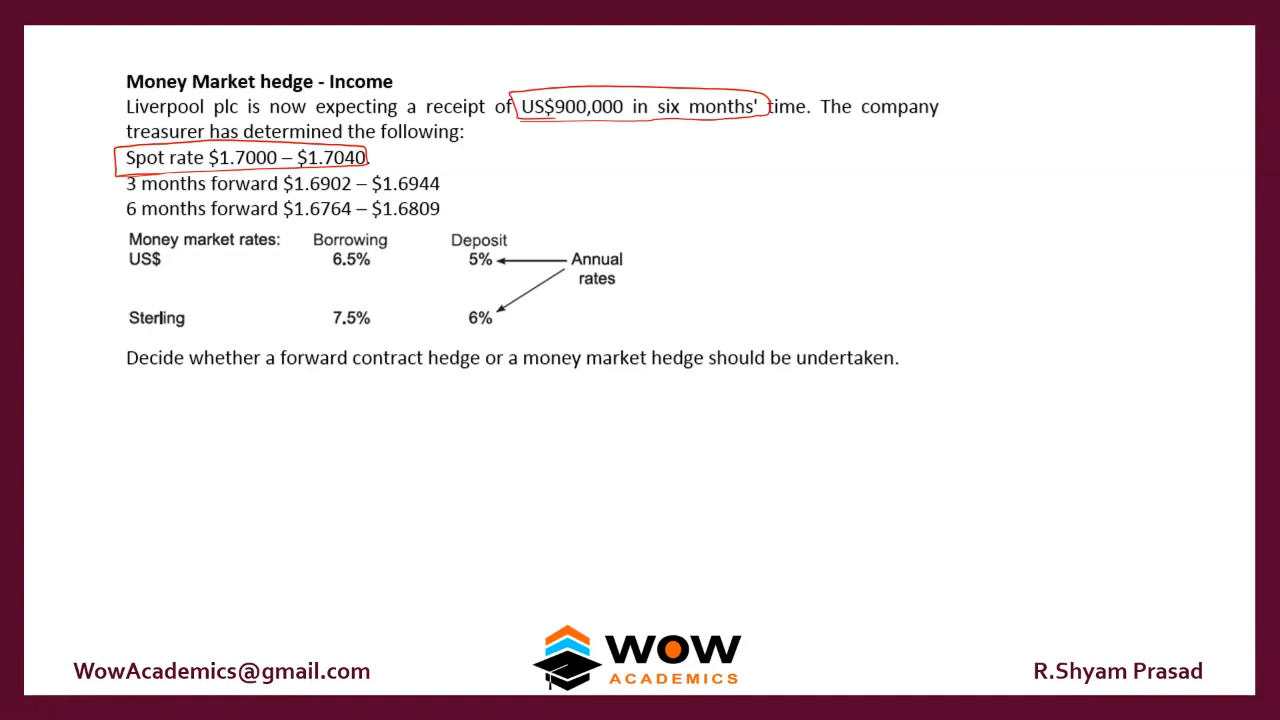 Money Market hedge - Income
Liverpool plc is now expecting a receipt of US$900,000 in six months' time. The company
treasurer has determined the following:
Spot rate $1.7000 – $1.7040.
3 months forward $1.6902 – $1.6944
6 months forward $1.6764 – $1.6809
Money market rates: Borrowing Deposit
US$ 6.5% 5% Annual
rates
Sterling 7.5% 6%
Decide whether a forward contract hedge or a money market hedge should be undertaken.
WOW
ACADEMICS
WowAcademics@gmail.com R.Shyam Prasad